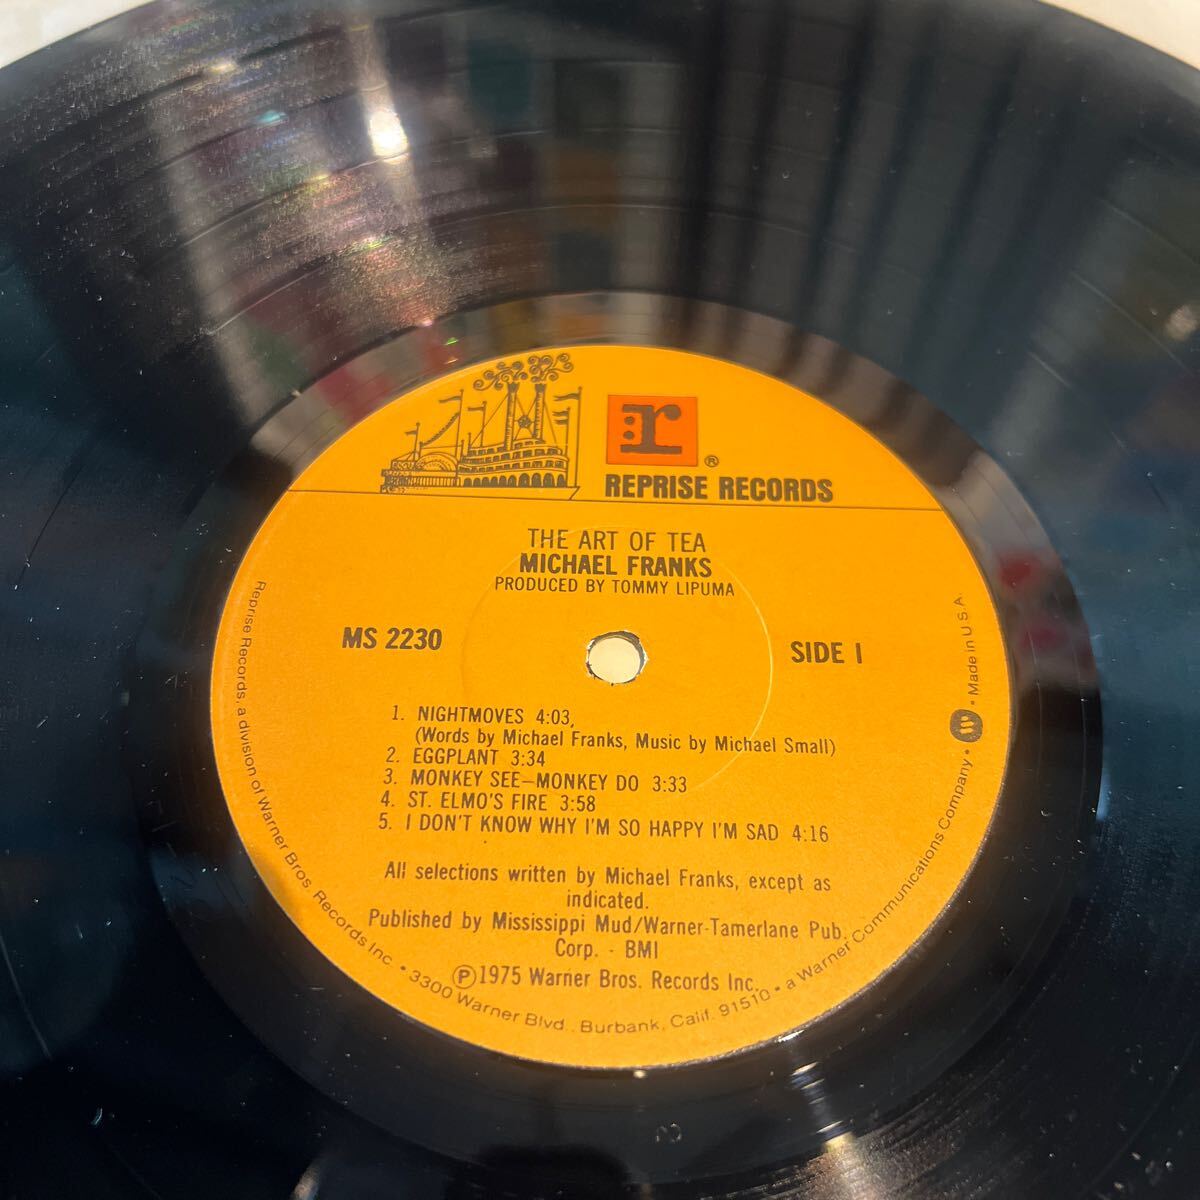 r
®
REPRISE RECORDS
THE ART OF TEA
MICHAEL FRANKS
PRODUCED BY TOMMY LIPUMA
MS 2230
SIDE 1
1. NIGHTMOVES 4:03,
(Words by Michael Franks, Music by Michael Small)
2. EGGPLANT 3:34
3. MONKEY SEE—MONKEY DO 3:33
4. ST. ELMO'S FIRE 3:58
5. I DON'T KNOW WHY I'M SO HAPPY I'M SAD 4:16
All selections written by Michael Franks, except as
indicated.
Published by Mississippi Mud/Warner-Tamerlane Pub.
Corp. - BMI
Ⓟ1975 Warner Bros. Records Inc.
Reprise Records, a division of Warner Bros. Records Inc. • 3300 Warner Blvd., Burbank, Calif. 91510 • a Warner Communications Company • W • Made in U.S.A.